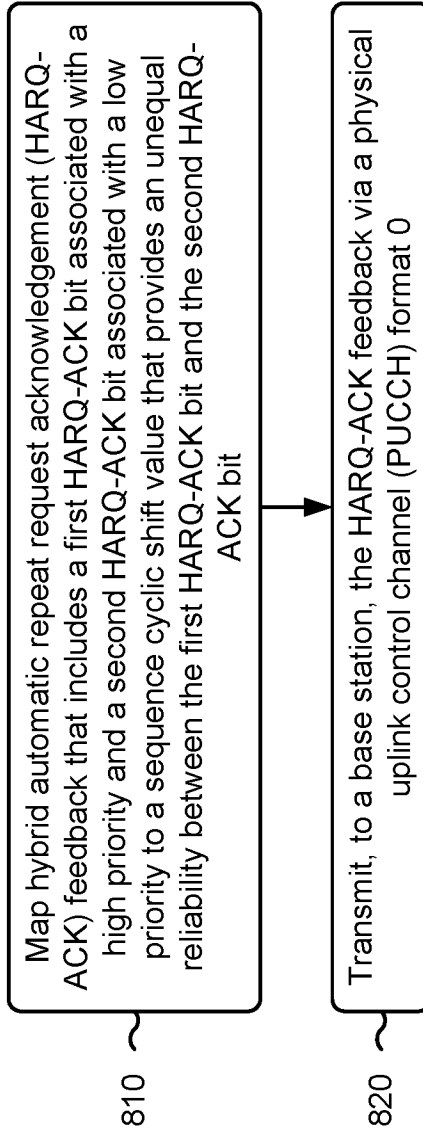 Map hybrid automatic repeat request acknowledgement (HARQ-
ACK) feedback that includes a first HARQ-ACK bit associated with a
high priority and a second HARQ-ACK bit associated with a low
priority to a sequence cyclic shift value that provides an unequal
reliability between the first HARQ-ACK bit and the second HARQ-
ACK bit
810
Transmit, to a base station, the HARQ-ACK feedback via a physical
uplink control channel (PUCCH) format 0
820